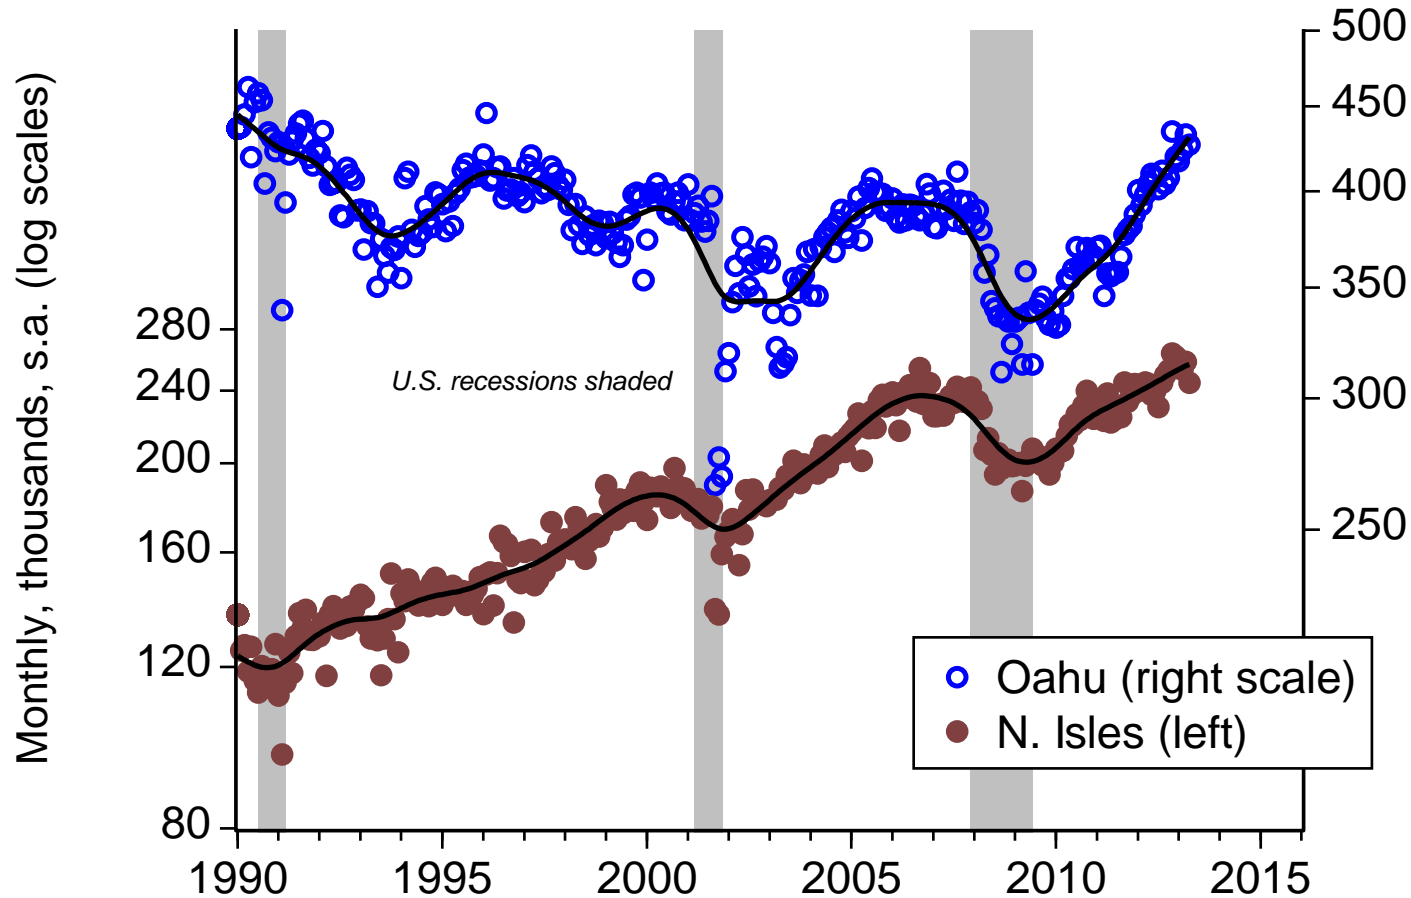 Monthly, thousands, s.a. (log scales)
500
450
400
350
300
250
280
240
200
160
120
80
U.S. recessions shaded
Oahu (right scale)
N. Isles (left)
1990 1995 2000 2005 2010 2015